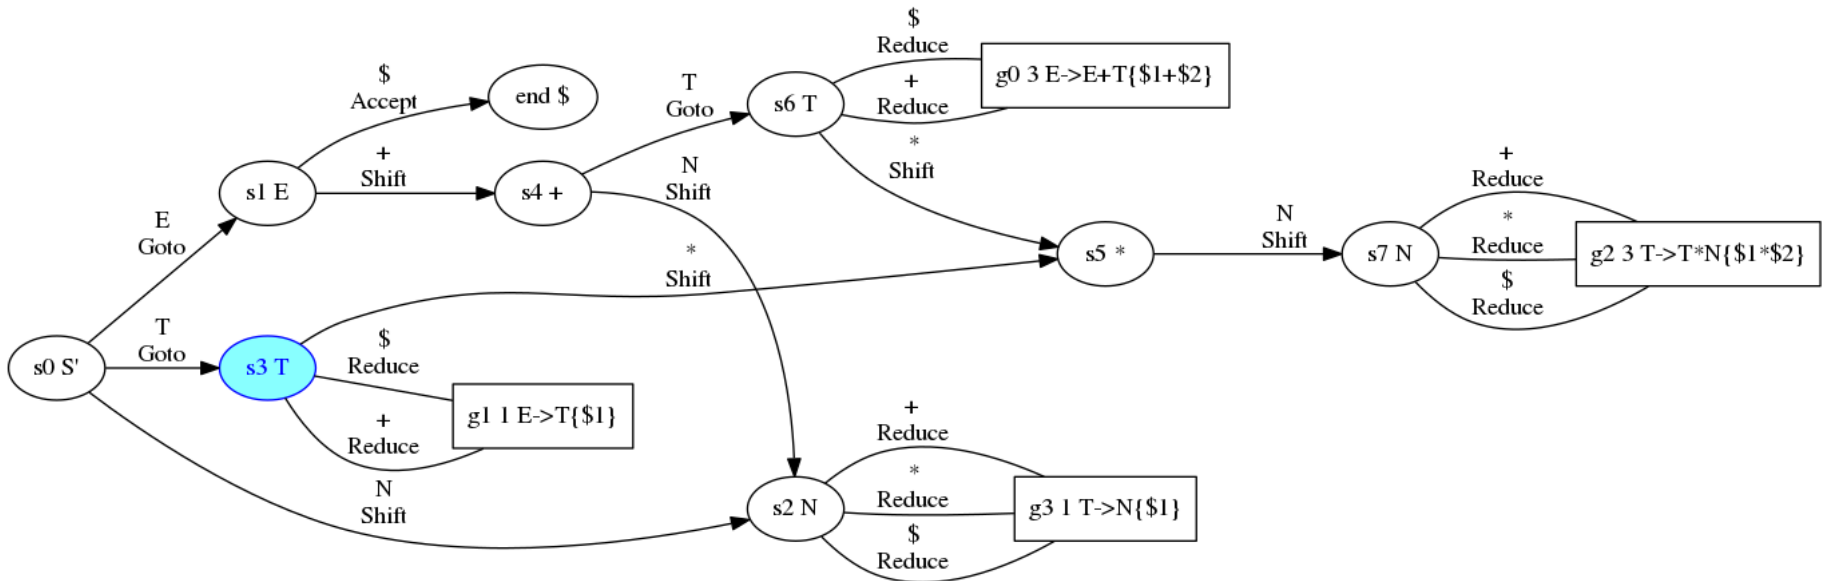 $
Reduce
$
Accept
end $
T
Goto
s6 T
+
Reduce
g0 3 E->E+T{$1+$2}
*
Shift
s1 E
+
Shift
s4 +
N
Shift
E
Goto
*
Shift
s5 *
N
Shift
s7 N
+
Reduce
*
Reduce
$
Reduce
g2 3 T->T*N{$1*$2}
s0 S'
T
Goto
s3 T
$
Reduce
+
Reduce
g1 1 E->T{$1}
N
Shift
s2 N
+
Reduce
*
Reduce
$
Reduce
g3 1 T->N{$1}